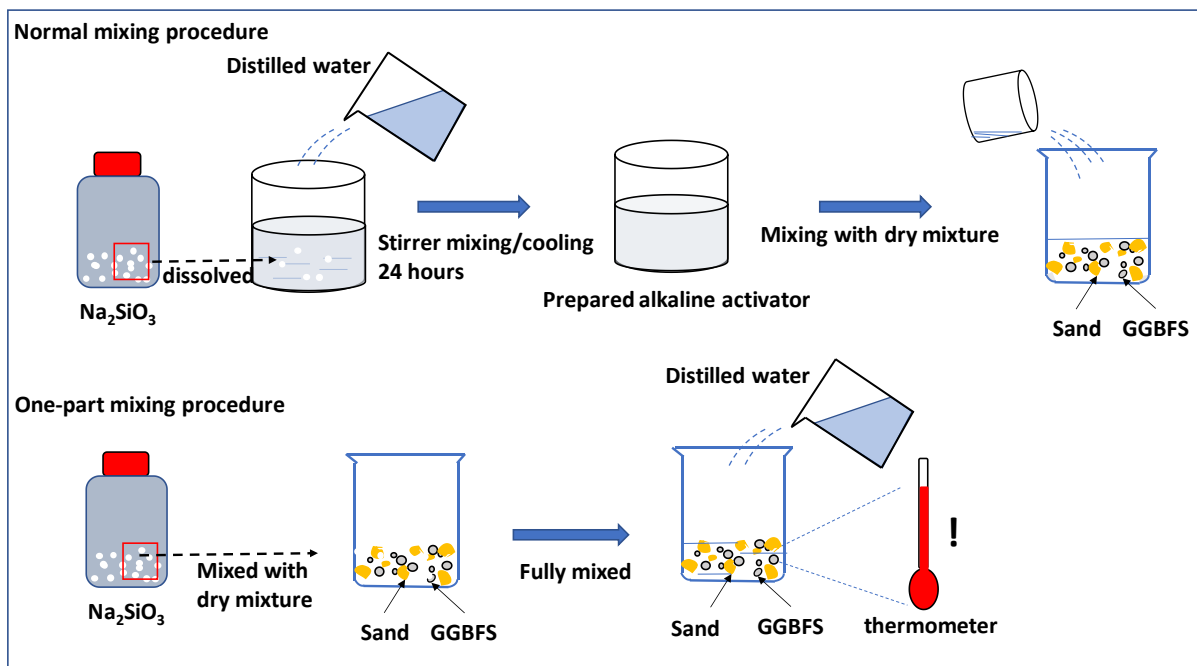 Normal mixing procedure
Distilled water
Na₂SiO₃
dissolved
Stirrer mixing/cooling
24 hours
Prepared alkaline activator
Mixing with dry mixture
Sand
GGBFS
One-part mixing procedure
Distilled water
Na₂SiO₃
Mixed with
dry mixture
Sand
GGBFS
Fully mixed
Sand
GGBFS
!
thermometer